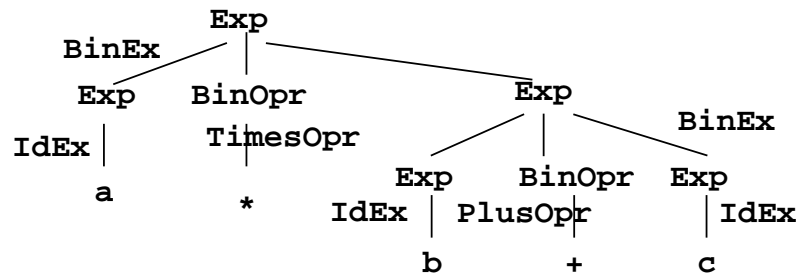 Exp
BinEx
Exp BinOpr Exp
BinEx
IdEx TimesOpr
a * Exp BinOpr Exp
IdEx PlusOpr IdEx
b + c